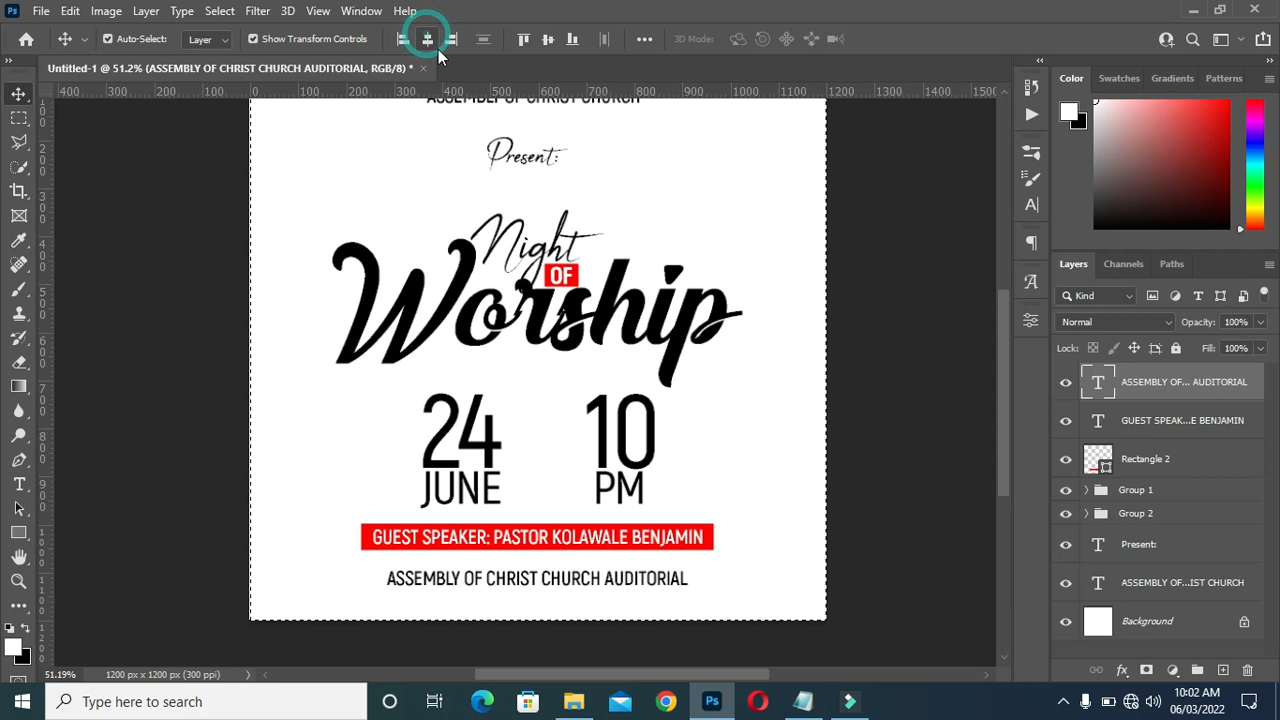 Ps File Edit Image Layer Type Select Filter 3D View Window Help
Auto-Select: Layer Show Transform Controls 3D Mode:
Untitled-1 @ 51.2% (ASSEMBLY OF CHRIST CHURCH AUDITORIAL, RGB/8) * ×
400 300 200 100 0 100 200 300 400 500 600 700 800 900 1000 1100 1200 1300 1400 1500
ASSEMBLY OF CHRIST CHURCH
Present:
Night
OF
Worship
24 10
JUNE PM
GUEST SPEAKER: PASTOR KOLAWALE BENJAMIN
ASSEMBLY OF CHRIST CHURCH AUDITORIAL
Color Swatches Gradients Patterns
Layers Channels Paths
Kind
Normal Opacity: 100%
Lock: Fill: 100%
T ASSEMBLY OF... AUDITORIAL
T GUEST SPEAK...E BENJAMIN
Rectangle 2
Group 1
Group 2
T Present:
T ASSEMBLY OF...IST CHURCH
Background
51.19% 1200 px x 1200 px (300 ppi)
Type here to search
10:02 AM
06/03/2022